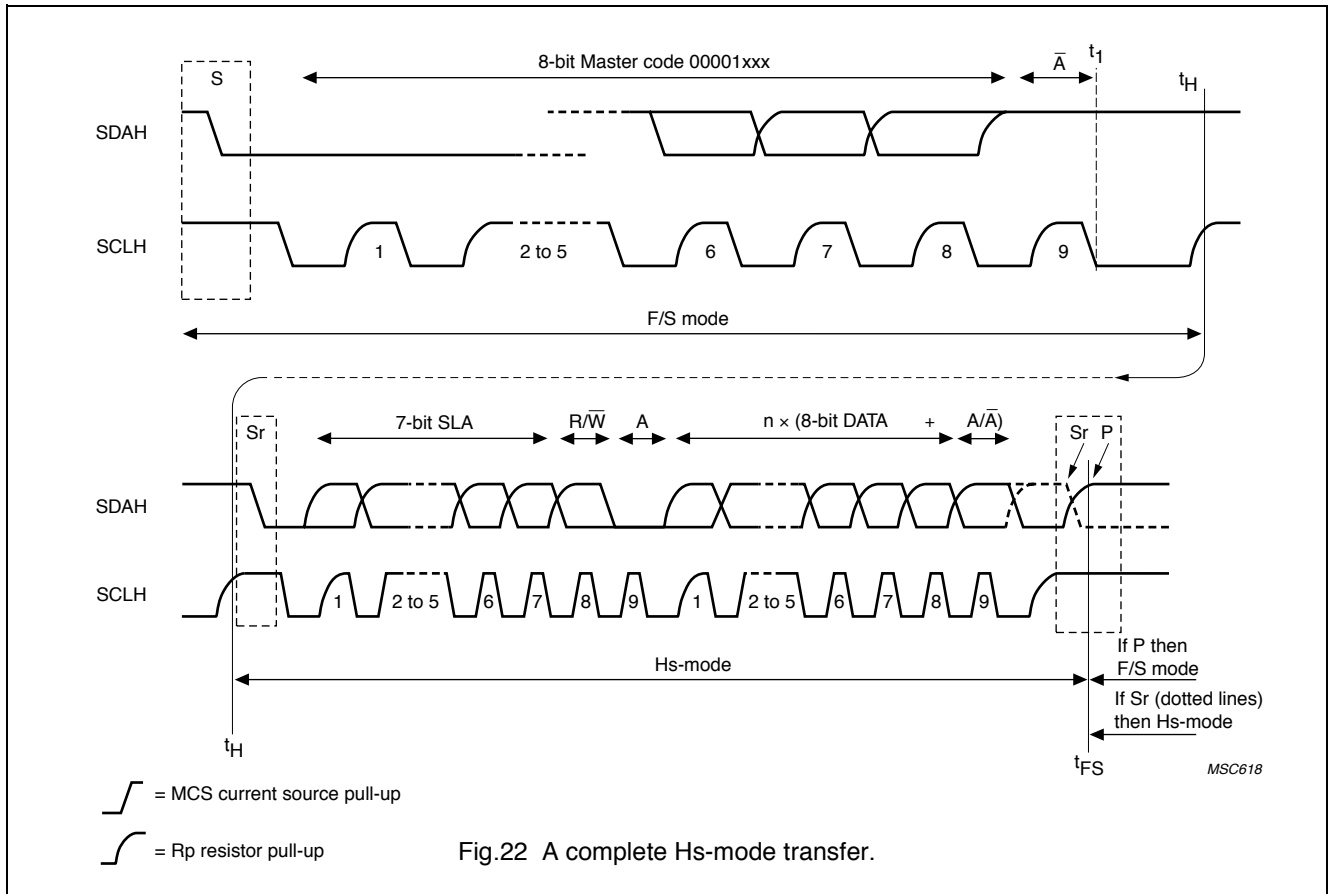 8-bit Master code 00001xxx
A̅
t1
S
tH
SDAH
SCLH
1
2 to 5
6
7
8
9
F/S mode
Sr
7-bit SLA
R/W̅
A
n × (8-bit DATA
+
A/A̅)
Sr
P
SDAH
SCLH
1
2 to 5
6
7
8
9
1
2 to 5
6
7
8
9
If P then
F/S mode
Hs-mode
If Sr (dotted lines)
then Hs-mode
tH
tFS
MSC618
= MCS current source pull-up
= Rp resistor pull-up
Fig.22 A complete Hs-mode transfer.